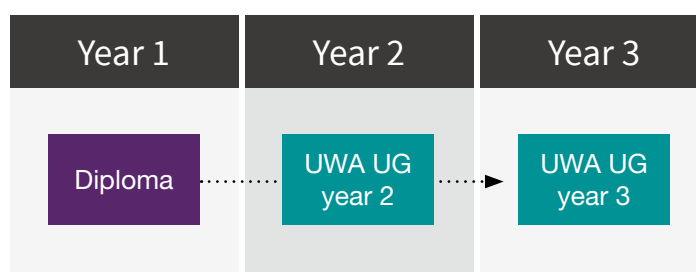 Year 1
Year 2
Year 3
Diploma
UWA UG
year 2
UWA UG
year 3